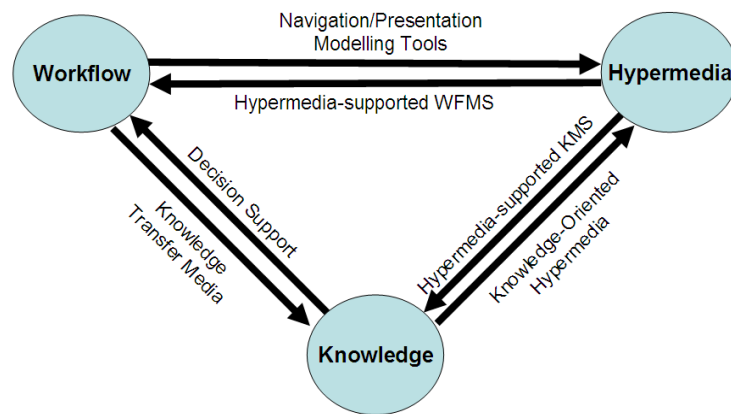 Navigation/Presentation
Modelling Tools
Workflow
Hypermedia
Hypermedia-supported WFMS
Decision Support
Knowledge
Transfer Media
Hypermedia-supported KMS
Knowledge-Oriented
Hypermedia
Knowledge